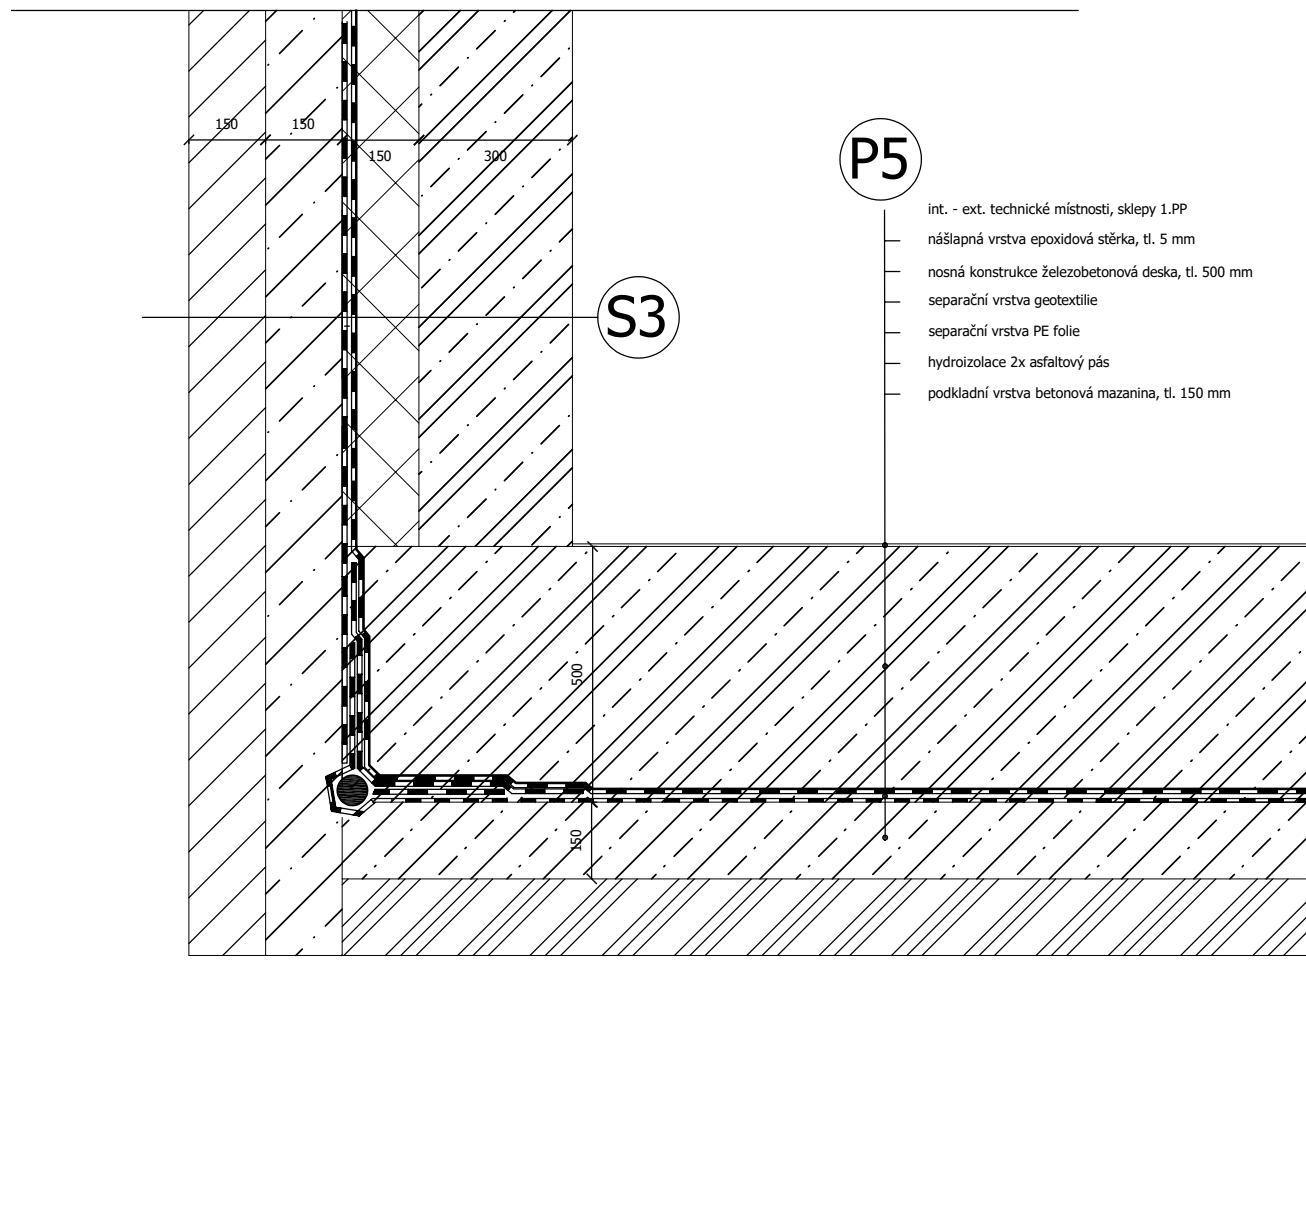 150
150
150
300
P5
int. - ext. technické místnosti, sklepy 1.PP
nášlapná vrstva epoxidová stěrka, tl. 5 mm
nosná konstrukce železobetonová deska, tl. 500 mm
separační vrstva geotextilie
separační vrstva PE folie
hydroizolace 2x asfaltový pás
podkladní vrstva betonová mazanina, tl. 150 mm
S3
500
150